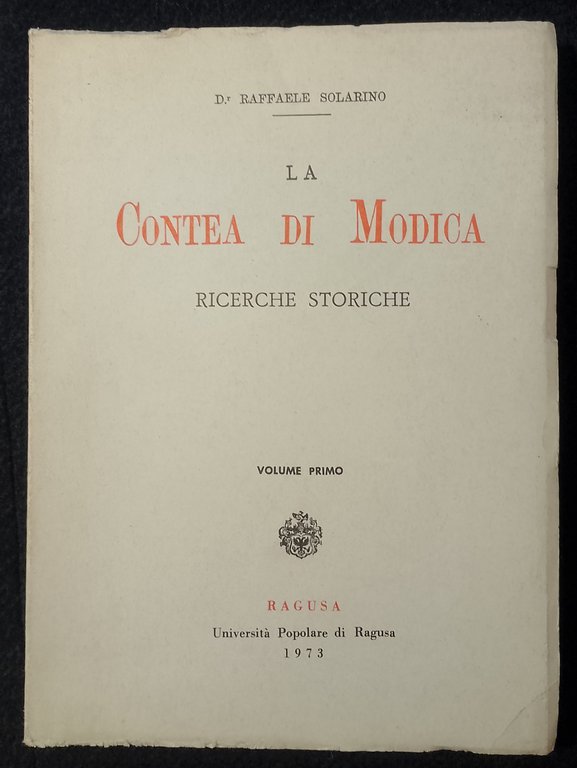 D.r RAFFAELE SOLARINO
LA
CONTEA DI MODICA
RICERCHE STORICHE
VOLUME PRIMO
RAGUSA
Università Popolare di Ragusa
1973